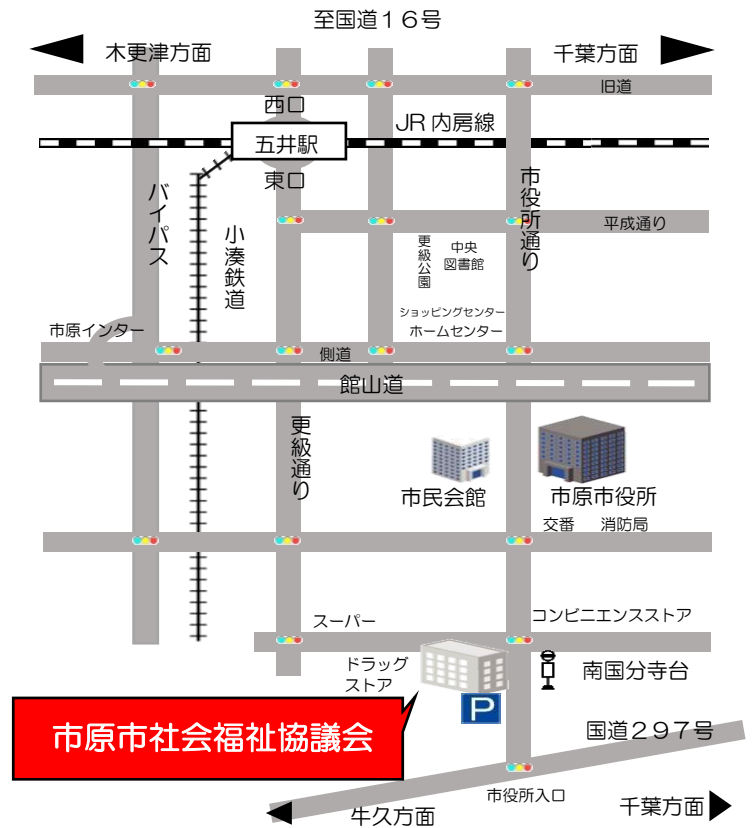 至国道16号
木更津方面
千葉方面
旧道
西口
JR内房線
五井駅
東口
バイパス
小湊鉄道
市役所通り
平成通り
更級公園
中央
図書館
ショッピングセンター
ホームセンター
市原インター
側道
館山道
更級通り
市民会館
市原市役所
交番
消防局
スーパー
コンビニエンスストア
ドラッグ
ストア
南国分寺台
P
市原市社会福祉協議会
国道297号
市役所入口
牛久方面
千葉方面